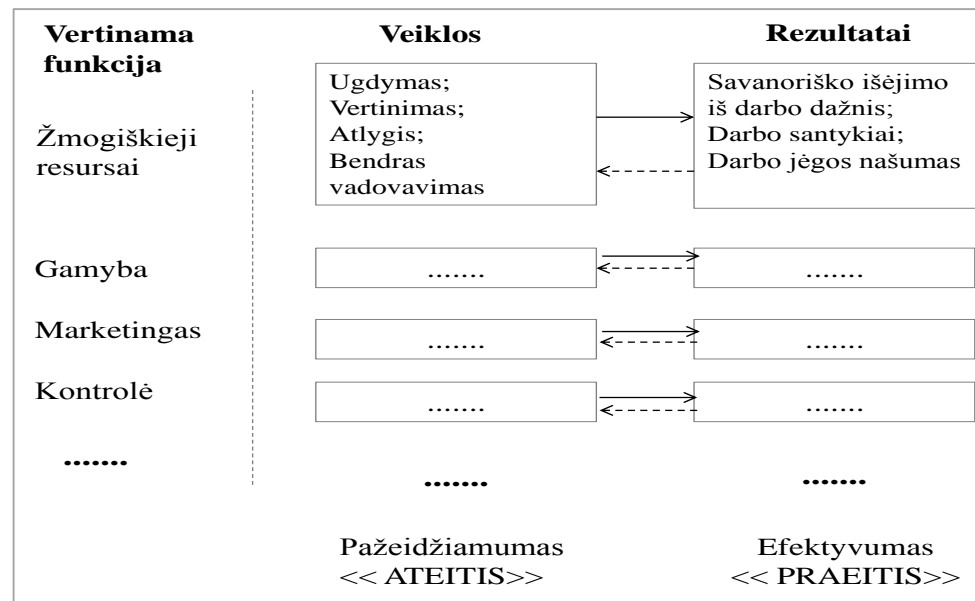 Vertinama
funkcija
Veiklos
Rezultatai
Žmogiškieji
resursai
Ugdymas;
Vertinimas;
Atlygis;
Bendras
vadovavimas
Savanoriško išėjimo
iš darbo dažnis;
Darbo santykiai;
Darbo jėgos našumas
Gamyba
.......
.......
Marketingas
.......
.......
Kontrolė
.......
.......
.......
.......
.......
Pažeidžiamumas
<< ATEITIS>>
Efektyvumas
<< PRAEITIS>>